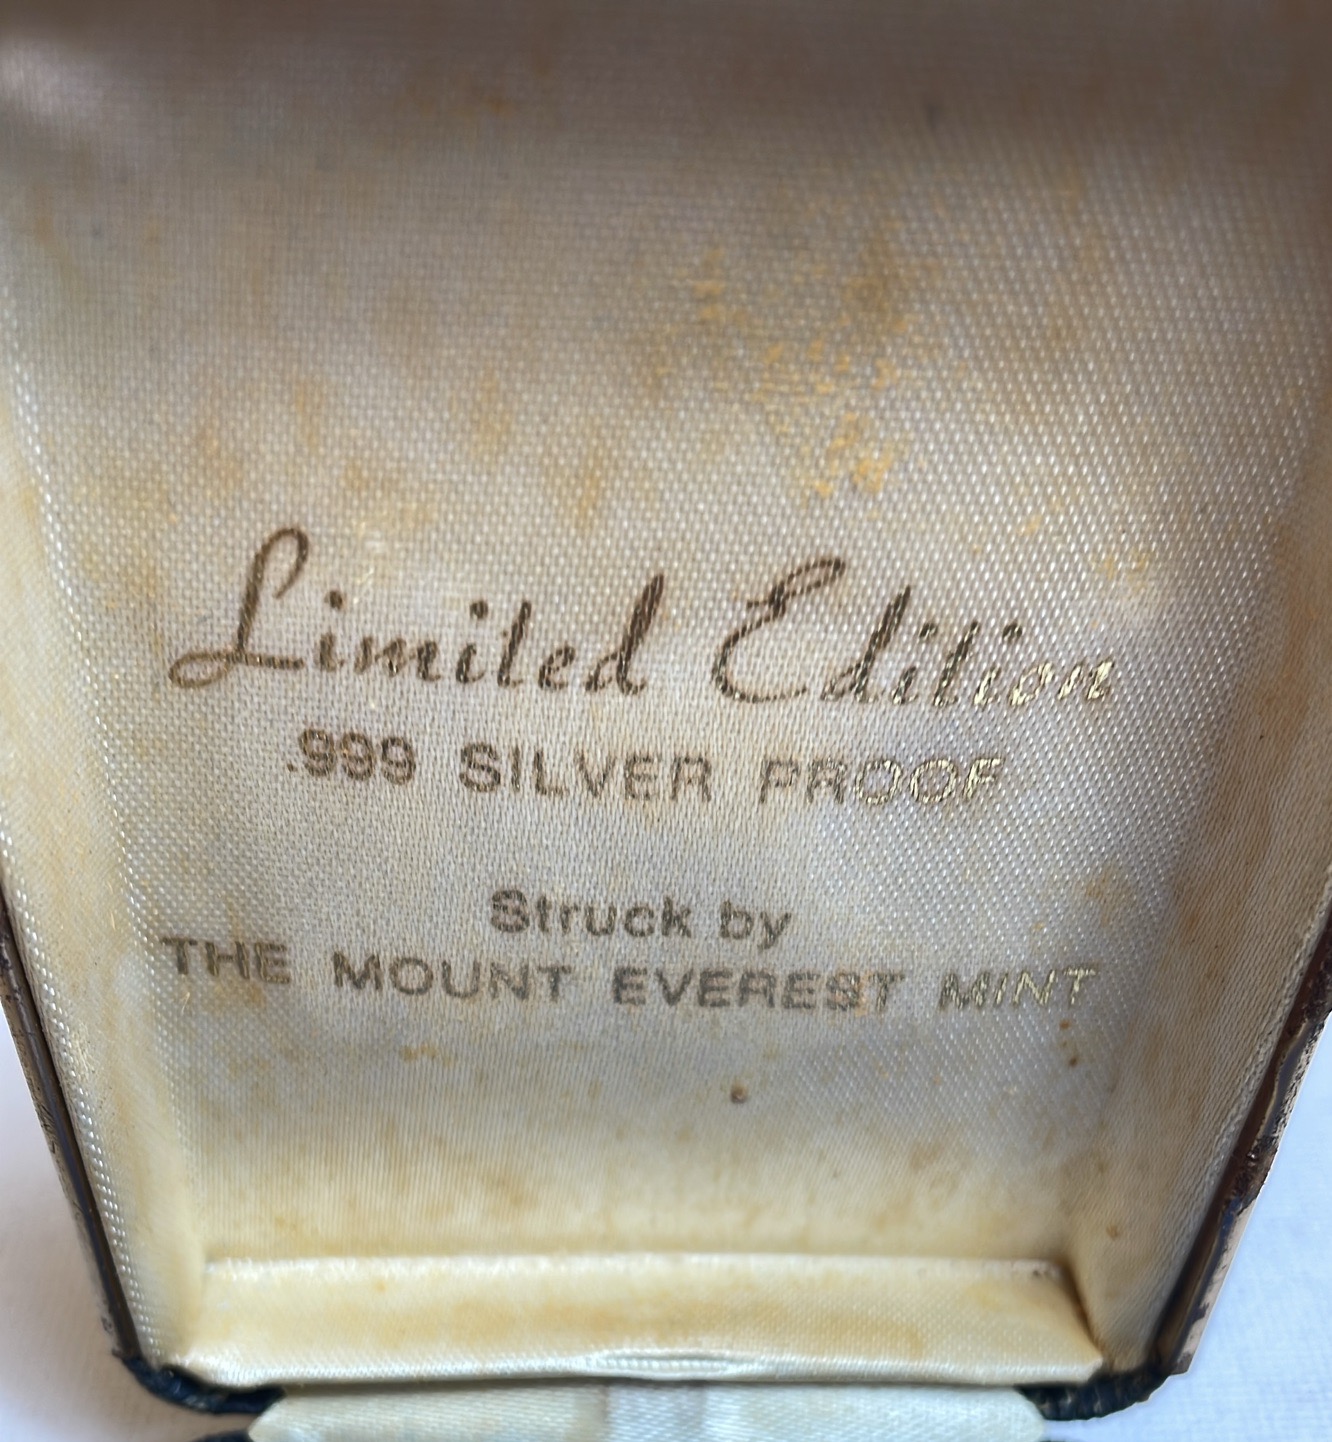 Limited Edition
.999 SILVER PROOF
Struck by
THE MOUNT EVEREST MINT